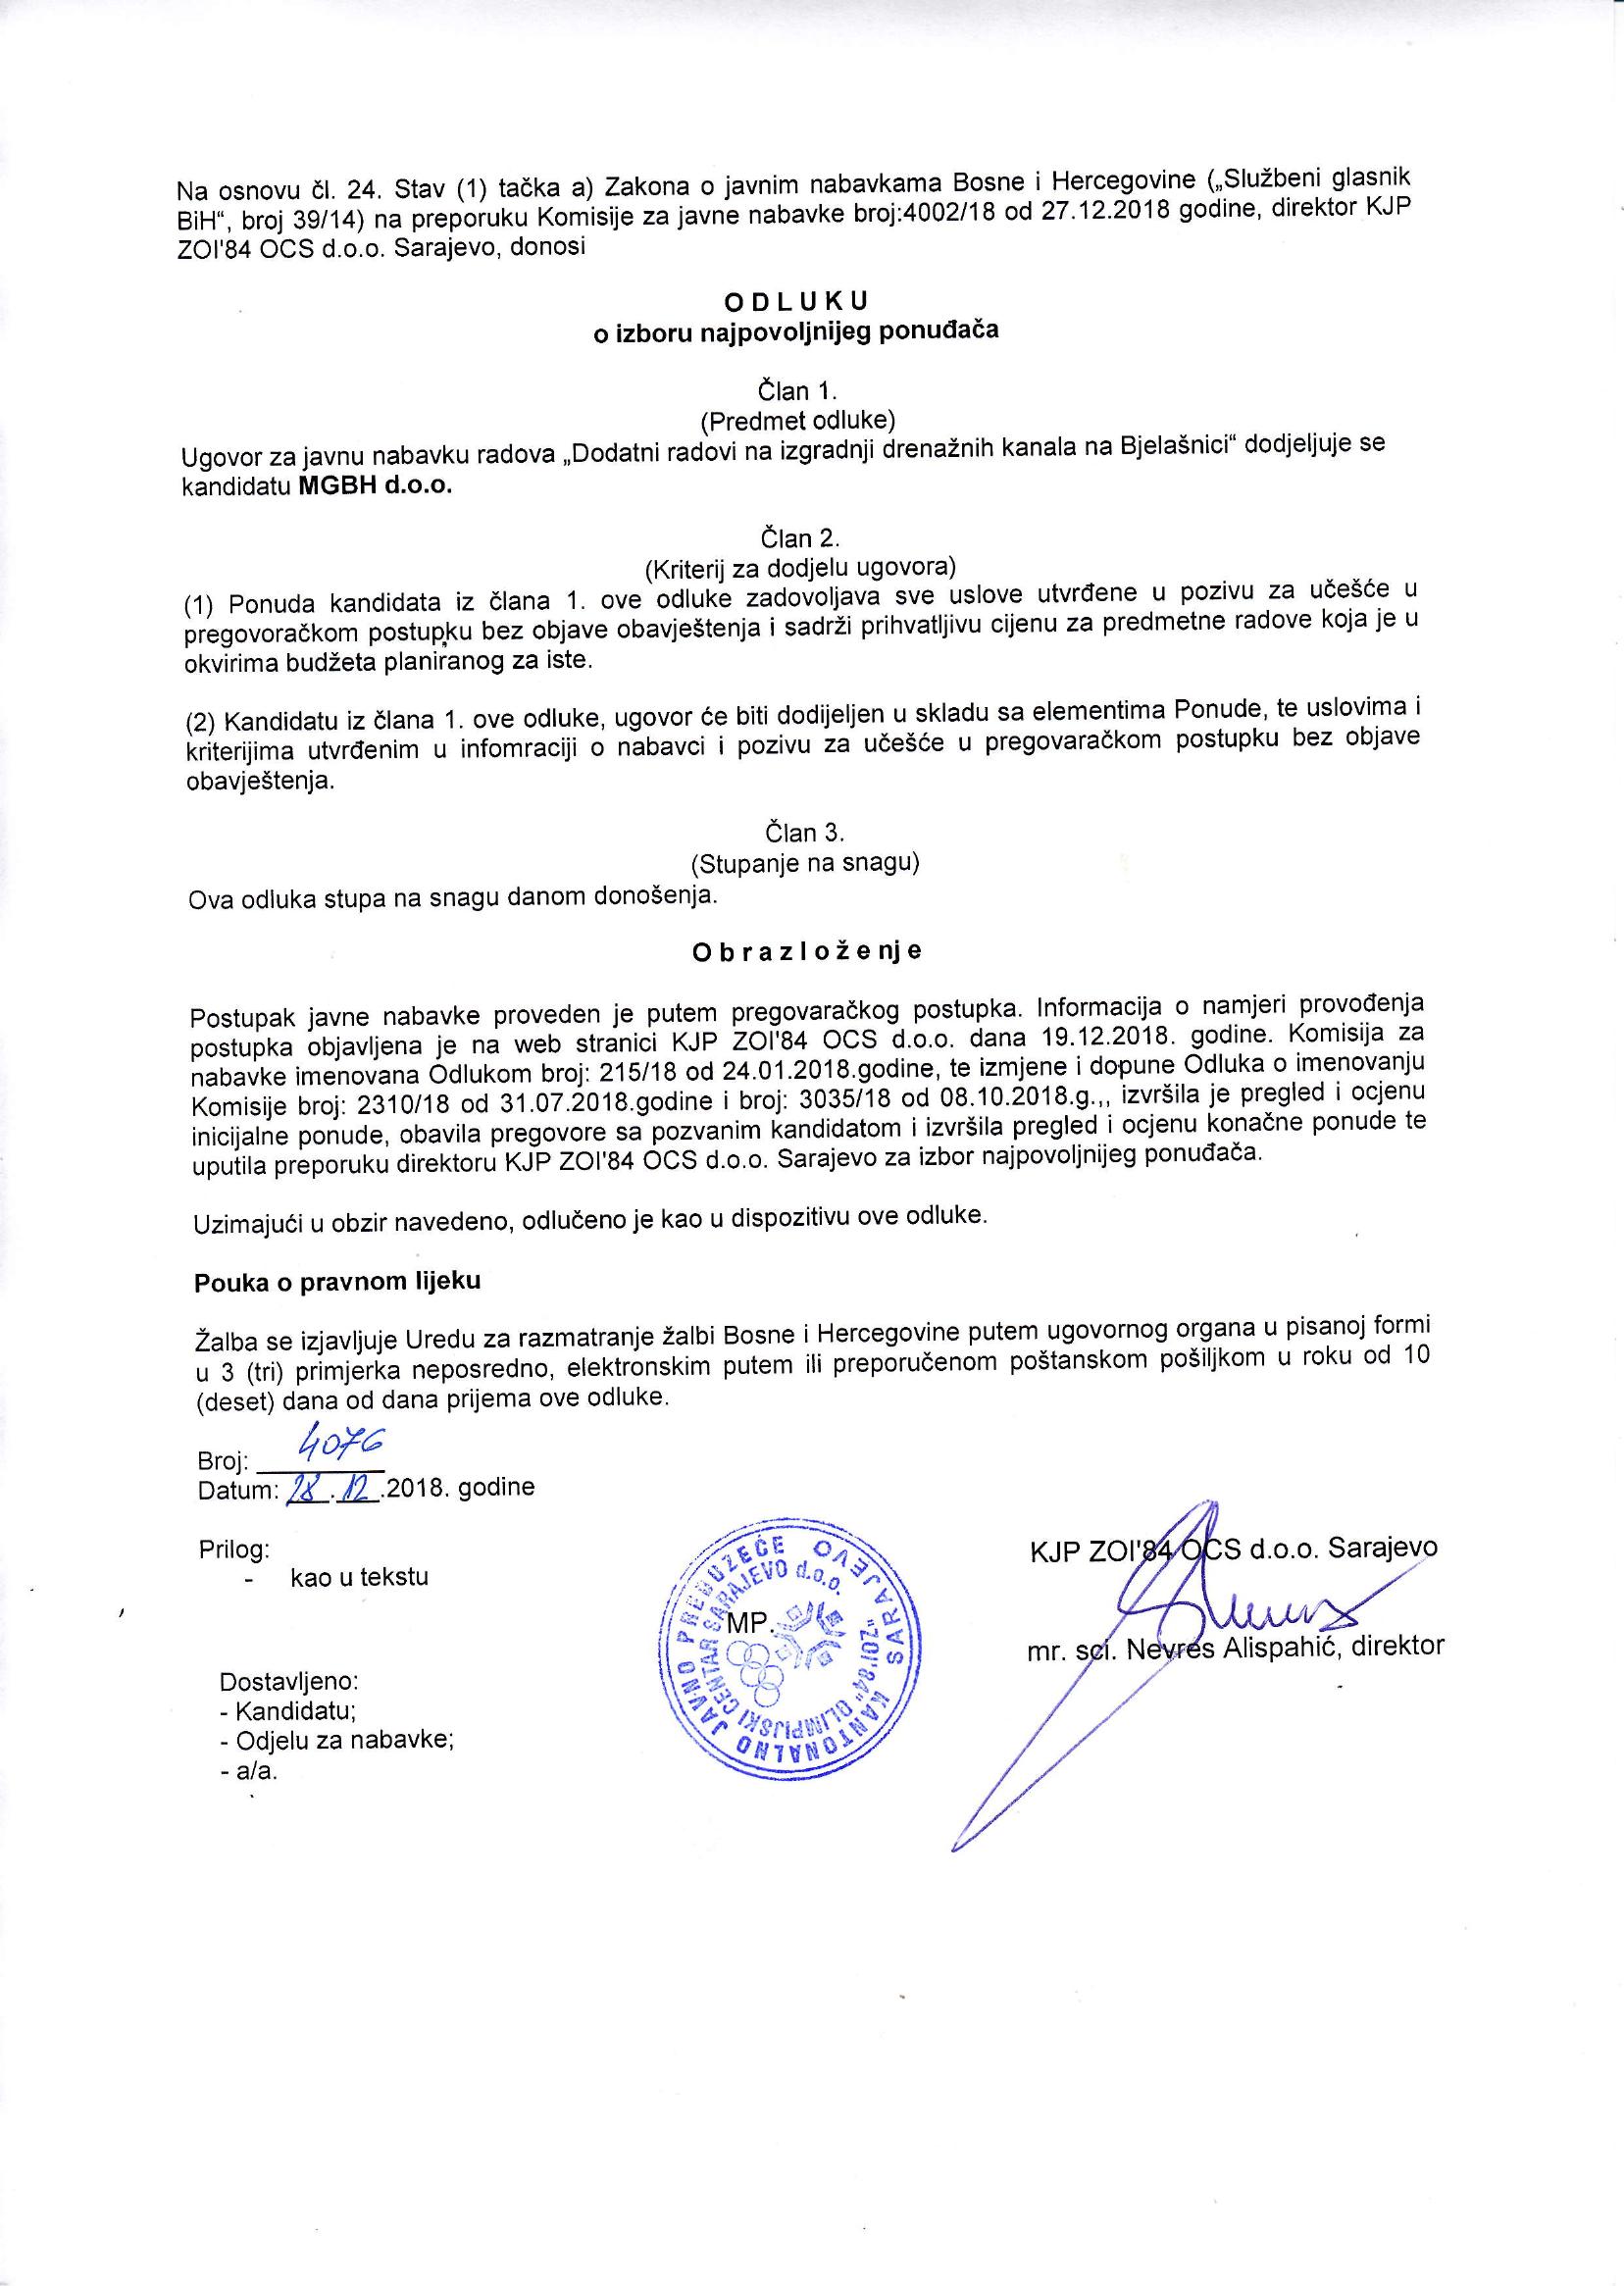 Na osnovu čl. 24. Stav (1) tačka a) Zakona o javnim nabavkama Bosne i Hercegovine („Službeni glasnik
BiH“, broj 39/14) na preporuku Komisije za javne nabavke broj:4002/18 od 27.12.2018 godine, direktor KJP
ZOI'84 OCS d.o.o. Sarajevo, donosi
O D L U K U
o izboru najpovoljnijeg ponuđača
Član 1.
(Predmet odluke)
Ugovor za javnu nabavku radova „Dodatni radovi na izgradnji drenažnih kanala na Bjelašnici“ dodjeljuje se
kandidatu MGBH d.o.o.
Član 2.
(Kriterij za dodjelu ugovora)
(1) Ponuda kandidata iz člana 1. ove odluke zadovoljava sve uslove utvrđene u pozivu za učešće u
pregovoračkom postupku bez objave obavještenja i sadrži prihvatljivu cijenu za predmetne radove koja je u
okvirima budžeta planiranog za iste.
(2) Kandidatu iz člana 1. ove odluke, ugovor će biti dodijeljen u skladu sa elementima Ponude, te uslovima i
kriterijima utvrđenim u infomraciji o nabavci i pozivu za učešće u pregovaračkom postupku bez objave
obavještenja.
Član 3.
(Stupanje na snagu)
Ova odluka stupa na snagu danom donošenja.
O b r a z l o ž e nj e
Postupak javne nabavke proveden je putem pregovaračkog postupka. Informacija o namjeri provođenja
postupka objavljena je na web stranici KJP ZOI'84 OCS d.o.o. dana 19.12.2018. godine. Komisija za
nabavke imenovana Odlukom broj: 215/18 od 24.01.2018.godine, te izmjene i dopune Odluka o imenovanju
Komisije broj: 2310/18 od 31.07.2018.godine i broj: 3035/18 od 08.10.2018.g.,, izvršila je pregled i ocjenu
inicijalne ponude, obavila pregovore sa pozvanim kandidatom i izvršila pregled i ocjenu konačne ponude te
uputila preporuku direktoru KJP ZOI'84 OCS d.o.o. Sarajevo za izbor najpovoljnijeg ponuđača.
Uzimajući u obzir navedeno, odlučeno je kao u dispozitivu ove odluke.
Pouka o pravnom lijeku
Žalba se izjavljuje Uredu za razmatranje žalbi Bosne i Hercegovine putem ugovornog organa u pisanoj formi
u 3 (tri) primjerka neposredno, elektronskim putem ili preporučenom poštanskom pošiljkom u roku od 10
(deset) dana od dana prijema ove odluke.
Broj: 4076
Datum: 28.12.2018. godine
Prilog:
- kao u tekstu
KJP ZOI'84 OCS d.o.o. Sarajevo
MP.
KANTONALNO JAVNO PREDUZEĆE
"ZOI'84" OLIMPIJSKI CENTAR SARAJEVO d.o.o.
SARAJEVO
mr. sci. Nevres Alispahić, direktor
Dostavljeno:
- Kandidatu;
- Odjelu za nabavke;
- a/a.